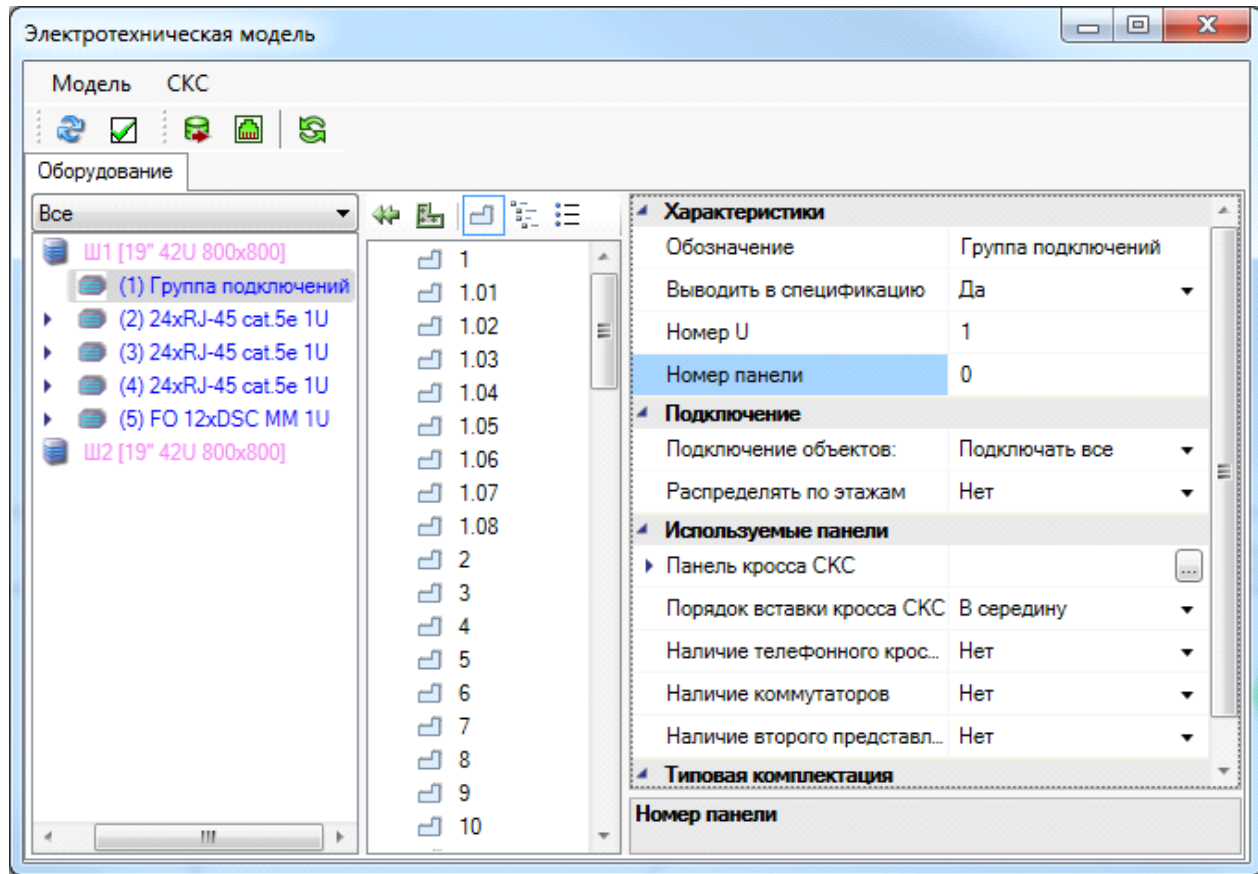 Электротехническая модель
Модель СКС
Оборудование
Все
Ш1 [19" 42U 800x800]
(1) Группа подключений
(2) 24xRJ-45 cat.5e 1U
(3) 24xRJ-45 cat.5e 1U
(4) 24xRJ-45 cat.5e 1U
(5) FO 12xDSC MM 1U
Ш2 [19" 42U 800x800]
1
1.01
1.02
1.03
1.04
1.05
1.06
1.07
1.08
2
3
4
5
6
7
8
9
10
Характеристики
Обозначение Группа подключений
Выводить в спецификацию Да
Номер U 1
Номер панели 0
Подключение
Подключение объектов: Подключать все
Распределять по этажам Нет
Используемые панели
Панель кросса СКС ...
Порядок вставки кросса СКС В середину
Наличие телефонного крос... Нет
Наличие коммутаторов Нет
Наличие второго представл... Нет
Типовая комплектация
Номер панели